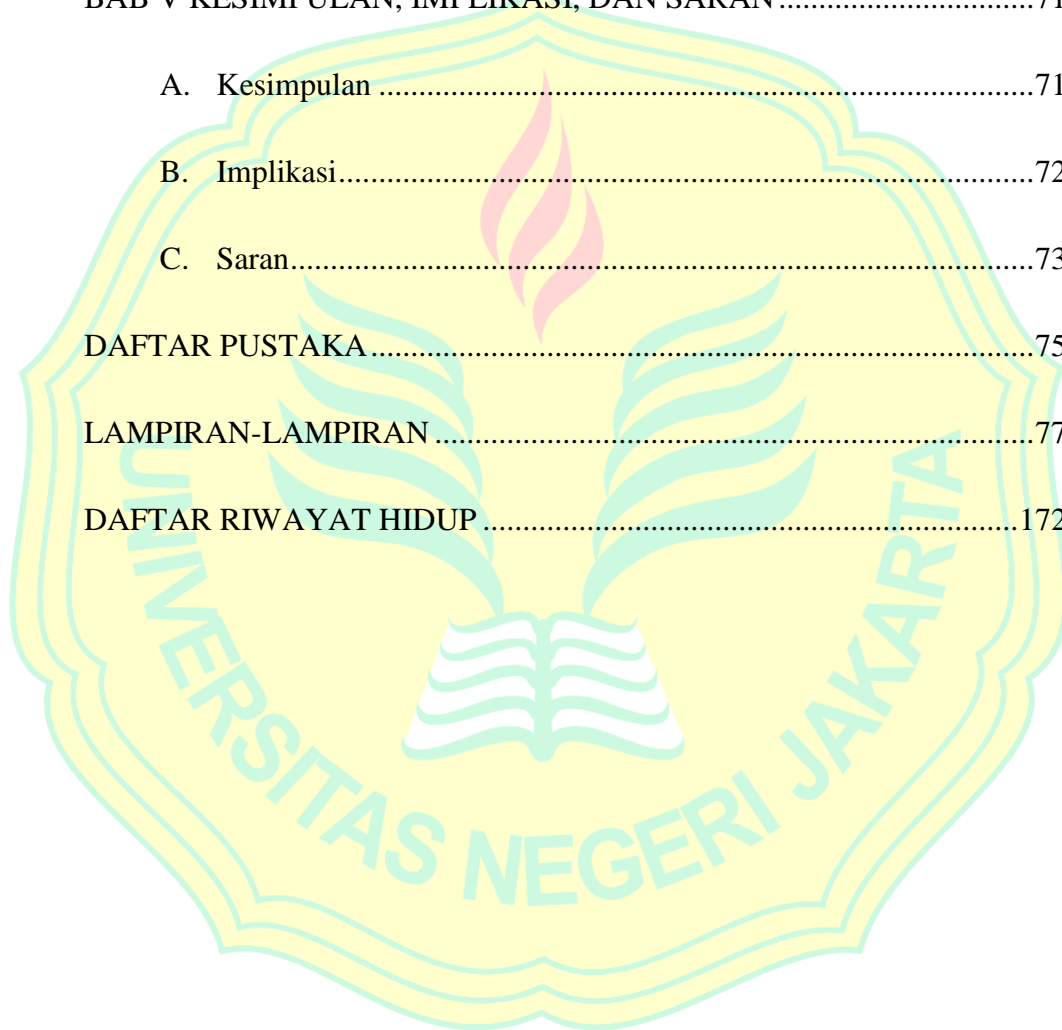 BAB V KESIMPULAN, IMPLIKASI, DAN SARAN....................................71
A. Kesimpulan ....................................................................................71
B. Implikasi.........................................................................................72
C. Saran...............................................................................................73
DAFTAR PUSTAKA......................................................................................75
LAMPIRAN-LAMPIRAN ..............................................................................77
DAFTAR RIWAYAT HIDUP .......................................................................172
UNIVERSITAS NEGERI JAKARTA